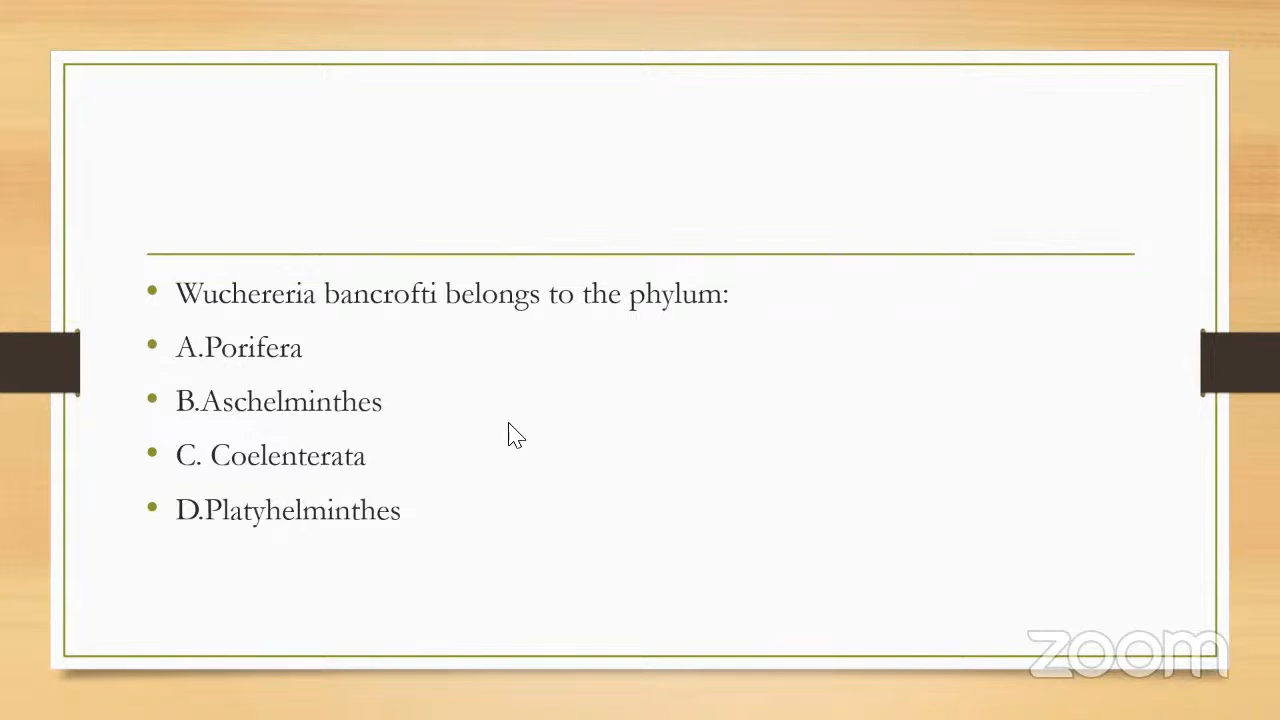 Wuchereria bancrofti belongs to the phylum:
A.Porifera
B.Aschelminthes
C. Coelenterata
D.Platyhelminthes
zoom